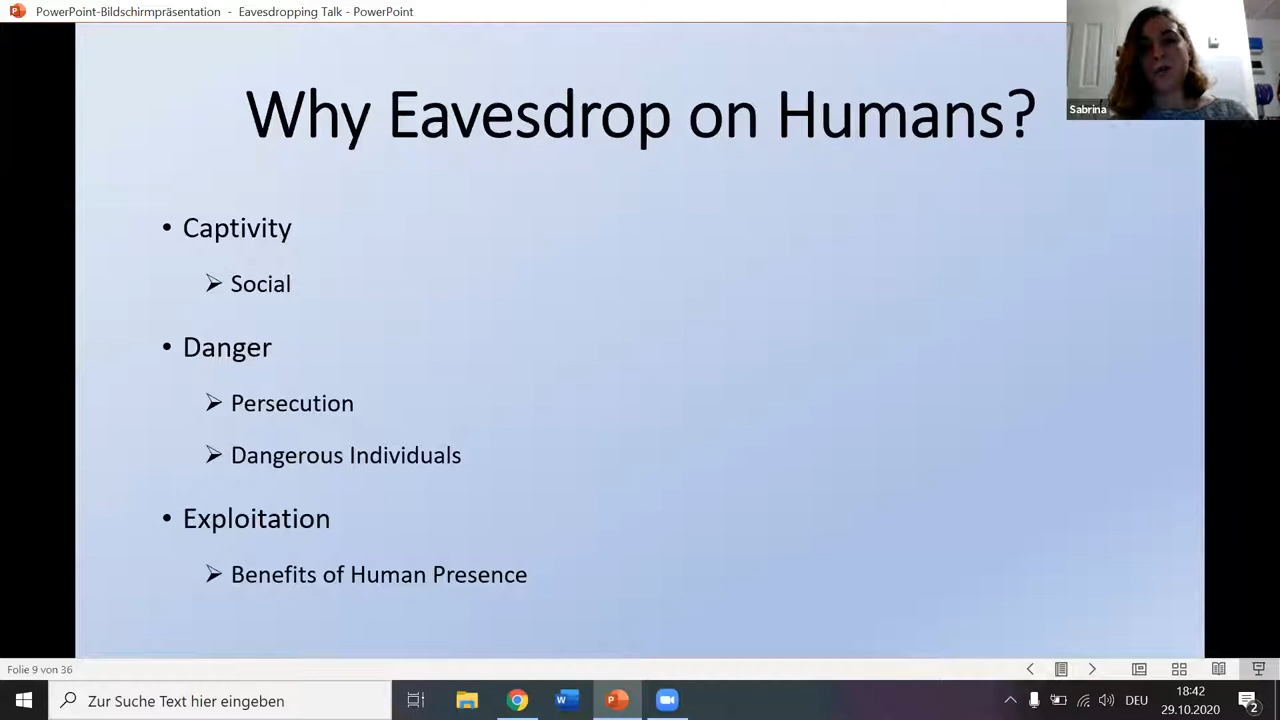 PowerPoint-Bildschirmpräsentation - Eavesdropping Talk - PowerPoint
Sabrina
Why Eavesdrop on Humans?
• Captivity
➢ Social
• Danger
➢ Persecution
➢ Dangerous Individuals
• Exploitation
➢ Benefits of Human Presence
Folie 9 von 36
Zur Suche Text hier eingeben
DEU
18:42
29.10.2020
2